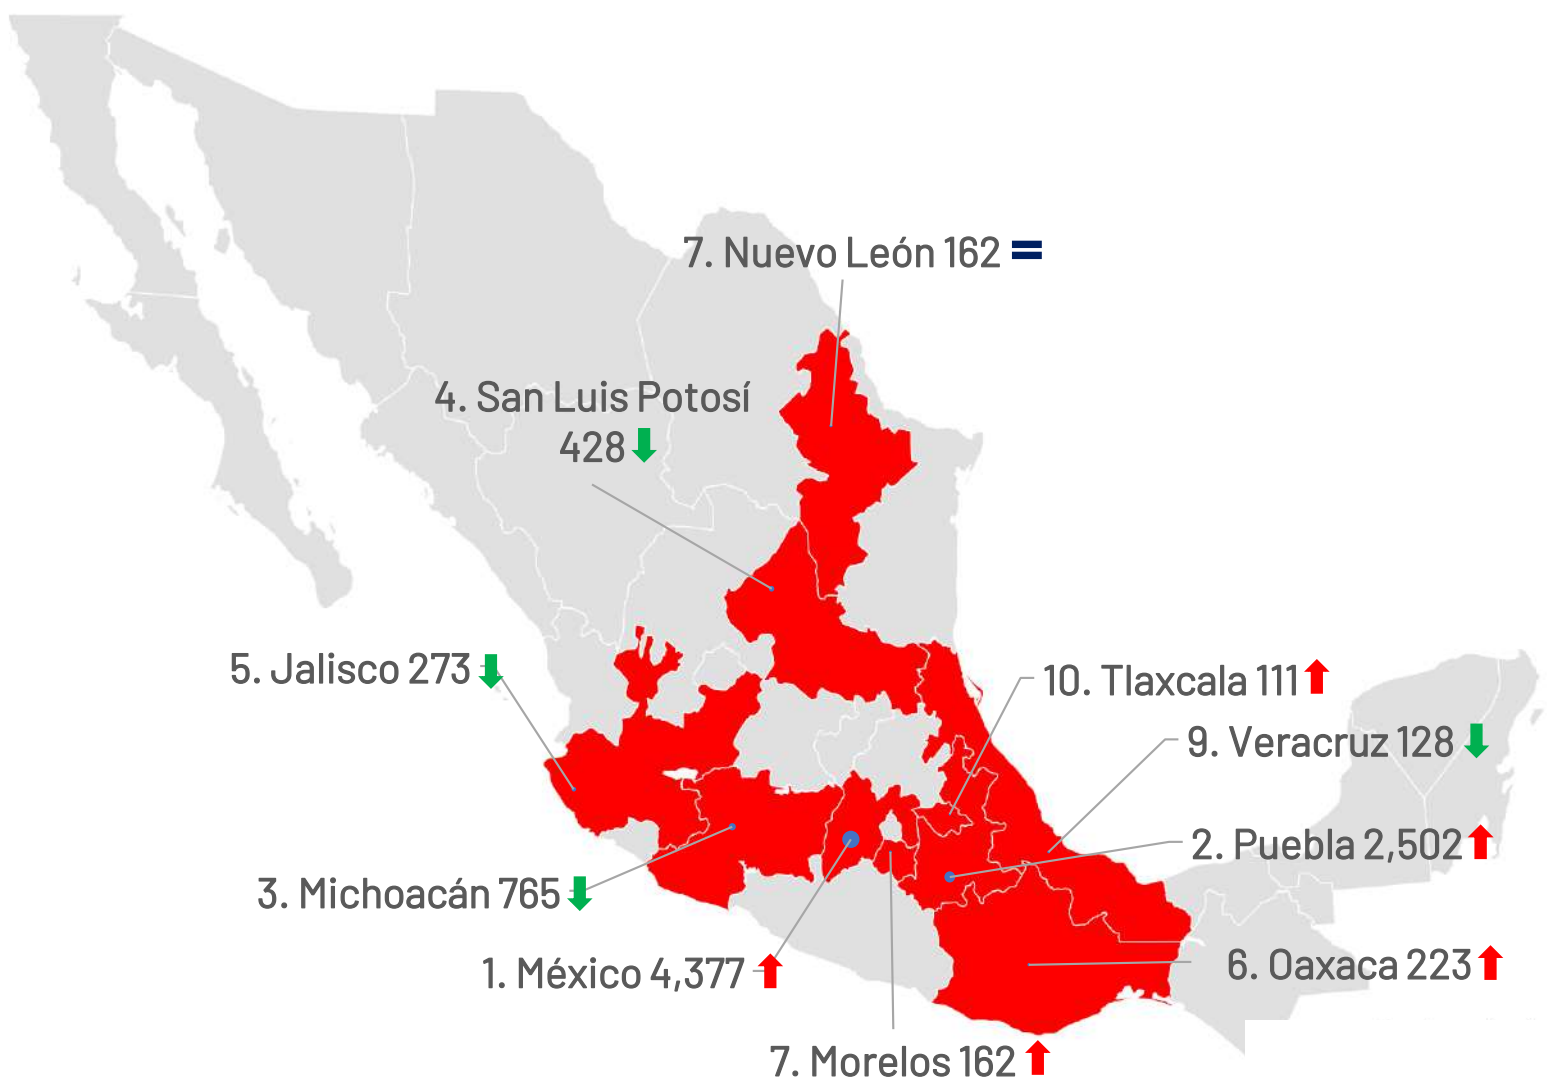 7. Nuevo León 162
4. San Luis Potosí
428
5. Jalisco 273
10. Tlaxcala 111
9. Veracruz 128
2. Puebla 2,502
3. Michoacán 765
1. México 4,377
6. Oaxaca 223
7. Morelos 162